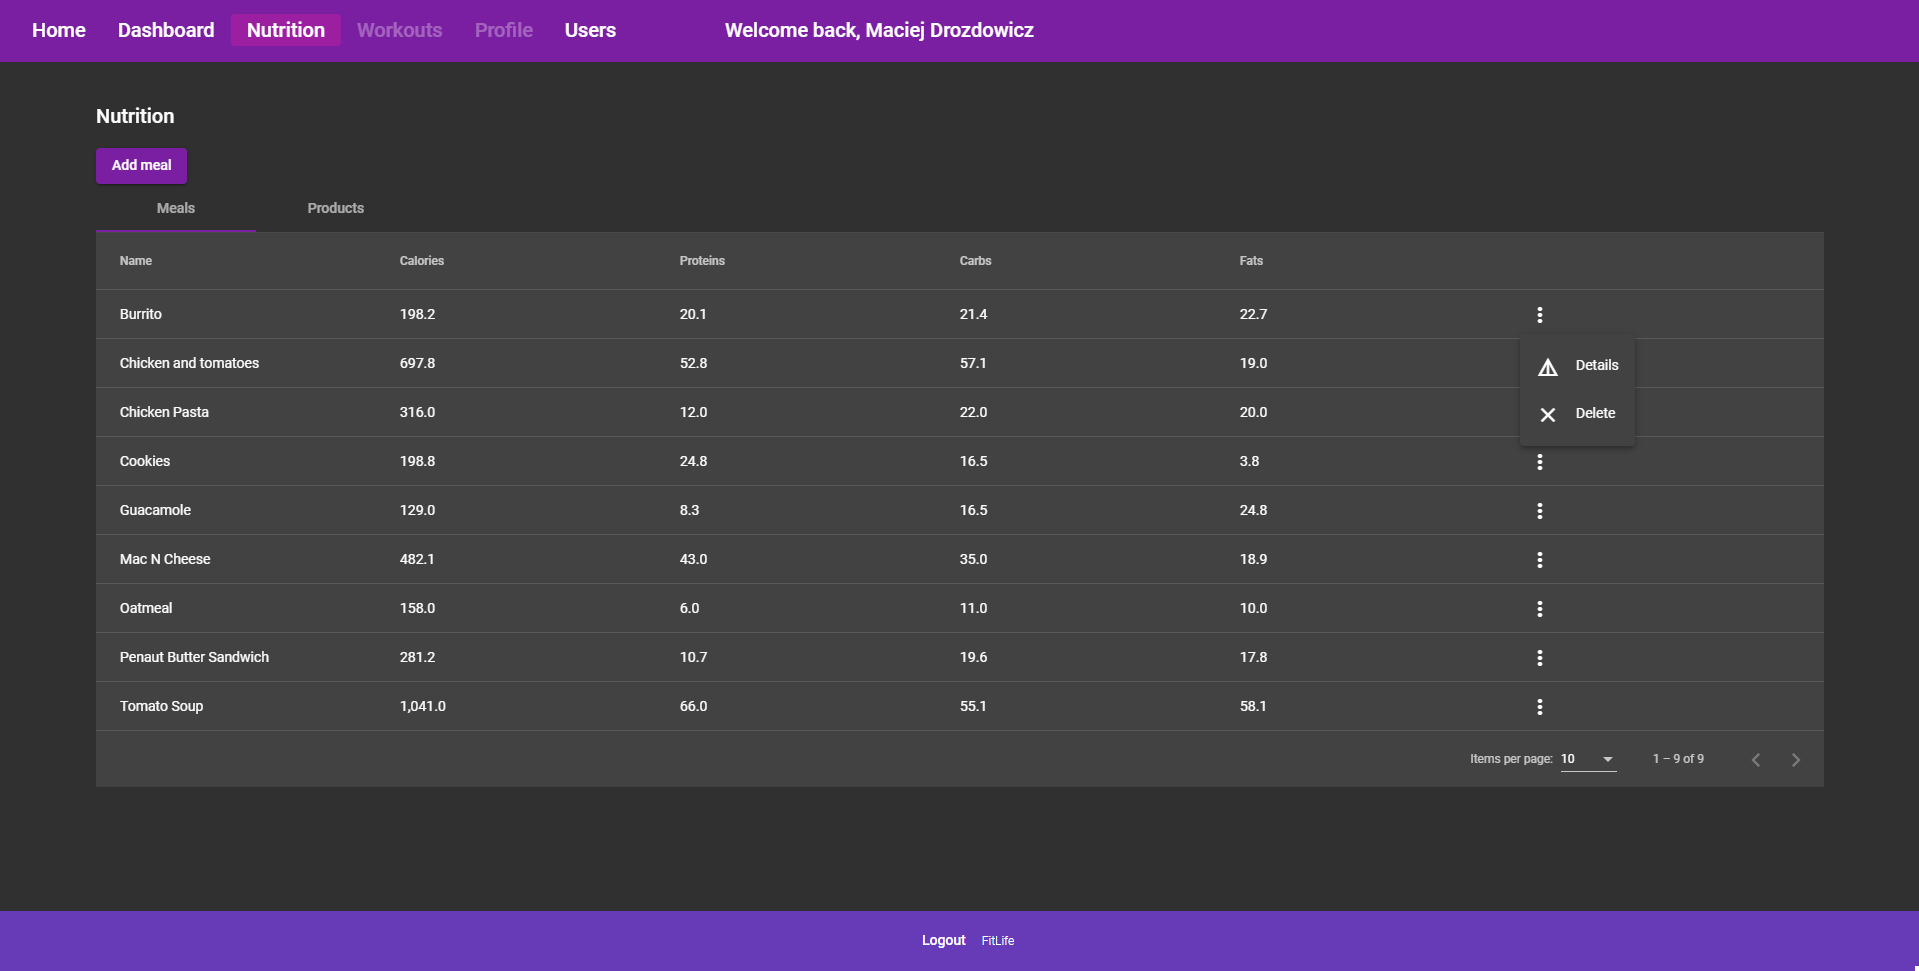 Home Dashboard Nutrition Workouts Profile Users Welcome back, Maciej Drozdowicz
Nutrition
Add meal
Meals Products
Name Calories Proteins Carbs Fats
Burrito 198.2 20.1 21.4 22.7
Chicken and tomatoes 697.8 52.8 57.1 19.0
Details
Chicken Pasta 316.0 12.0 22.0 20.0
Delete
Cookies 198.8 24.8 16.5 3.8
Guacamole 129.0 8.3 16.5 24.8
Mac N Cheese 482.1 43.0 35.0 18.9
Oatmeal 158.0 6.0 11.0 10.0
Penaut Butter Sandwich 281.2 10.7 19.6 17.8
Tomato Soup 1,041.0 66.0 55.1 58.1
Items per page: 10 1 – 9 of 9
Logout FitLife